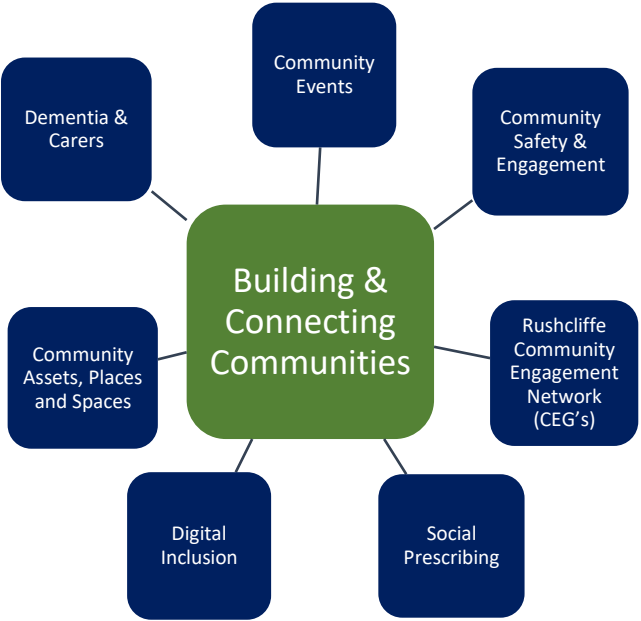 Community
Events
Dementia &
Carers
Community
Safety &
Engagement
Building &
Connecting
Communities
Community
Assets, Places
and Spaces
Rushcliffe
Community
Engagement
Network
(CEG's)
Digital
Inclusion
Social
Prescribing